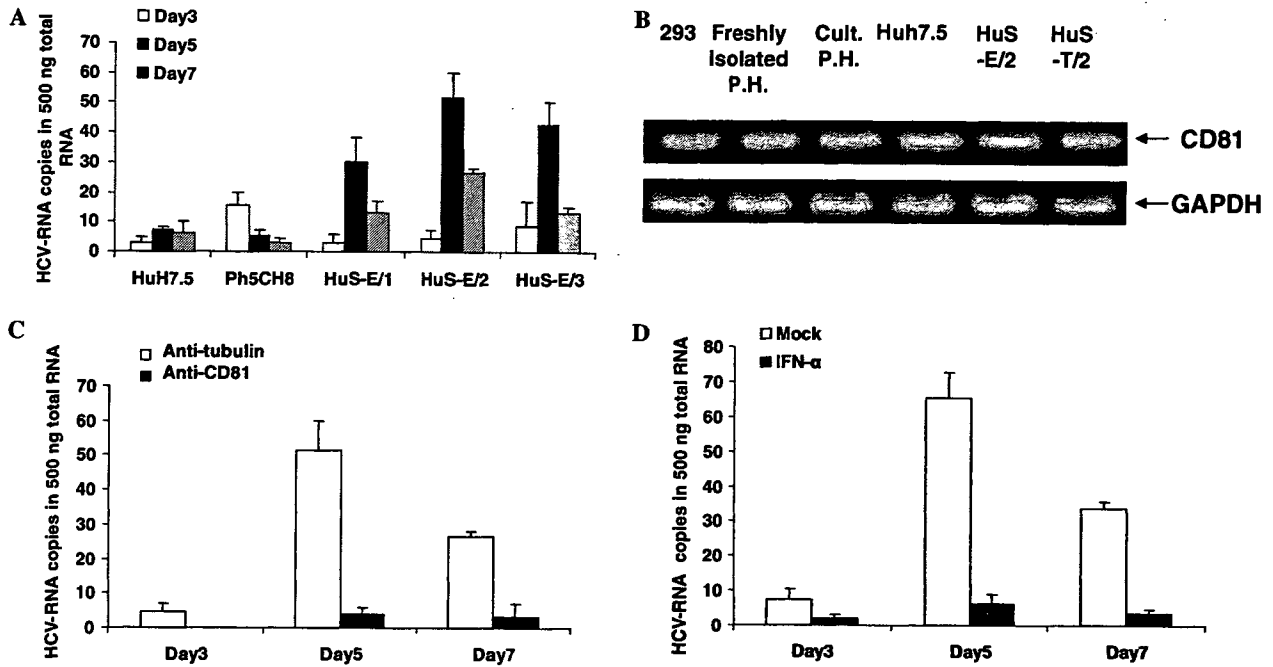 A
Day3
Day5
Day7
HCV-RNA copies in 500 ng total
RNA
70
60
50
40
30
20
10
0
HuH7.5 Ph5CH8 HuS-E/1 HuS-E/2 HuS-E/3
B
293 Freshly Cult. Huh7.5 HuS HuS
isolated P.H. -E/2 -T/2
P.H.
CD81
GAPDH
C
Anti-tubulin
Anti-CD81
HCV-RNA copies in 500 ng total RNA
70
60
50
40
30
20
10
0
Day3 Day5 Day7
D
Mock
IFN-α
HCV-RNA copies in 500 ng total RNA
80
70
60
50
40
30
20
10
0
Day3 Day5 Day7